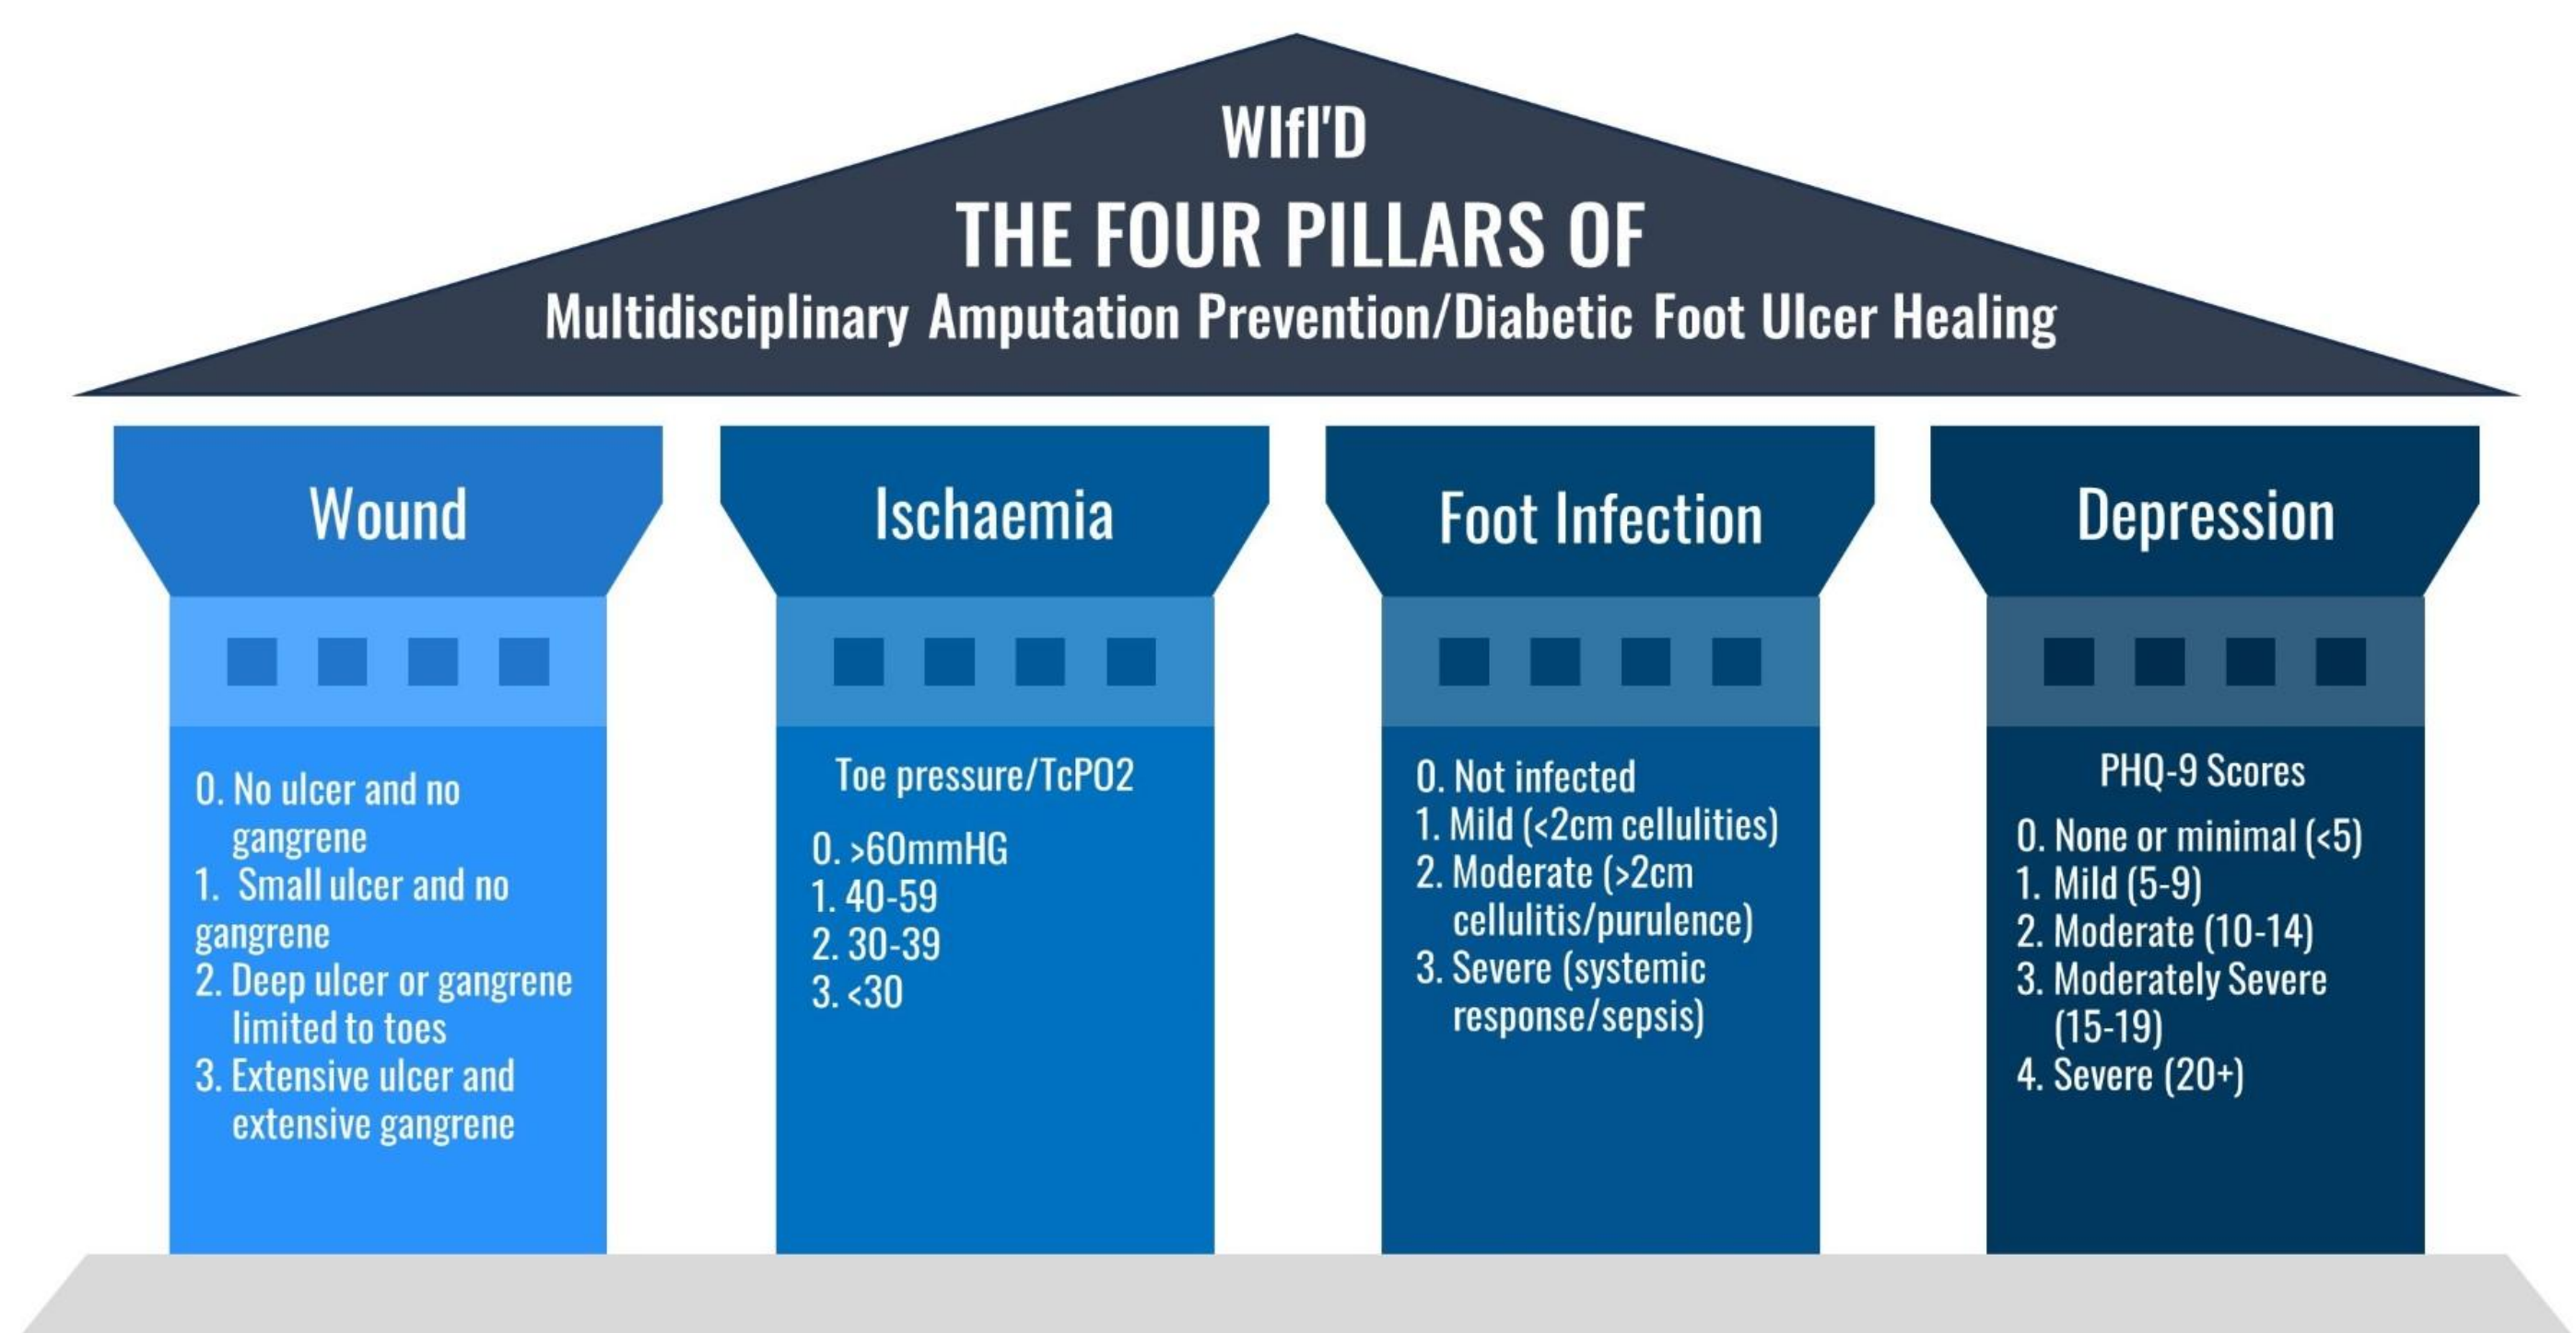 WIfI'D
THE FOUR PILLARS OF
Multidisciplinary Amputation Prevention/Diabetic Foot Ulcer Healing
Wound
0. No ulcer and no
gangrene
1. Small ulcer and no
gangrene
2. Deep ulcer or gangrene
limited to toes
3. Extensive ulcer and
extensive gangrene
Ischaemia
Toe pressure/TcPO2
0. >60mmHG
1. 40-59
2. 30-39
3. <30
Foot Infection
0. Not infected
1. Mild (<2cm cellulities)
2. Moderate (>2cm
cellulitis/purulence)
3. Severe (systemic
response/sepsis)
Depression
PHQ-9 Scores
0. None or minimal (<5)
1. Mild (5-9)
2. Moderate (10-14)
3. Moderately Severe
(15-19)
4. Severe (20+)